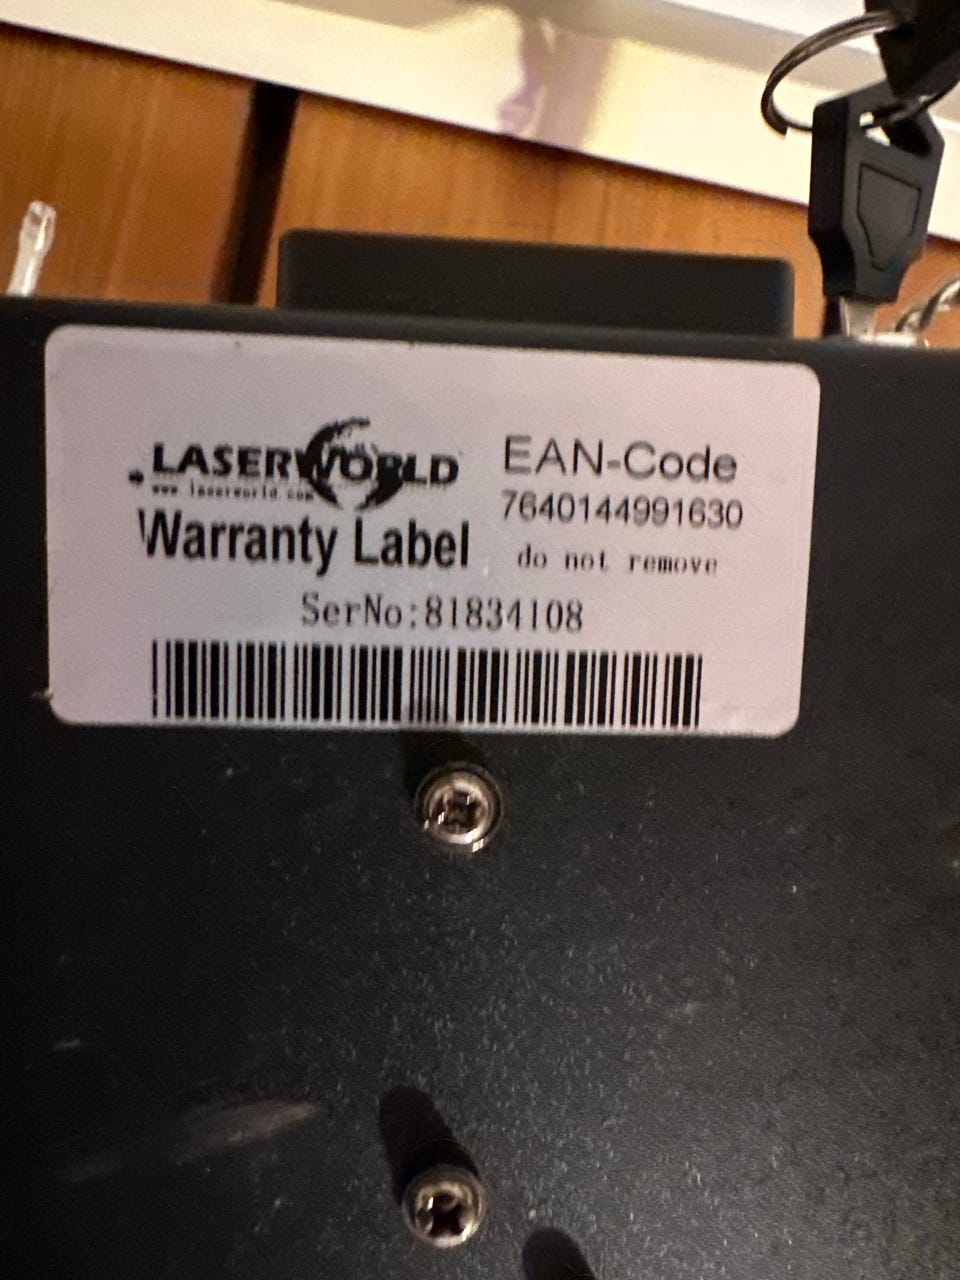 LASERWORLD
www.laserworld.com
Warranty Label
EAN-Code
7640144991630
do not remove
SerNo:81834108